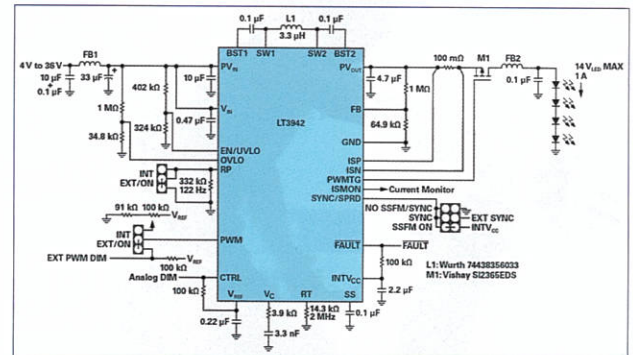 0.1 µF L1 0.1 µF
3.3 µH
BST1 SW1 SW2 BST2
4 V to 36 V FB1
10 µF 33 µF
0.1 µF
PVIN
10 µF
402 kΩ
1 MΩ
VIN
0.47 µF
34.8 kΩ
324 kΩ
EN/UVLO
OVLO
RP
INT
EXT/ON
332 kΩ
122 Hz
91 kΩ 100 kΩ VREF
INT
EXT/ON
PWM
EXT PWM DIM VREF
100 kΩ
Analog DIM CTRL
100 kΩ
VREF VC RT SS
0.22 µF
3.9 kΩ
3.3 nF
14.3 kΩ
2 MHz
0.1 µF
LT3942
PVOUT
4.7 µF
100 mΩ M1 FB2
0.1 µF
14 VLED MAX
1 A
1 MΩ
FB
64.9 kΩ
GND
ISP
ISN
PWMTG
ISMON Current Monitor
SYNC/SPRD
NO SSFM/SYNC
SYNC EXT SYNC
SSFM ON INTVCC
FAULT FAULT
100 kΩ
INTVCC
2.2 µF
L1: Wurth 74438356033
M1: Vishay SI2365EDS